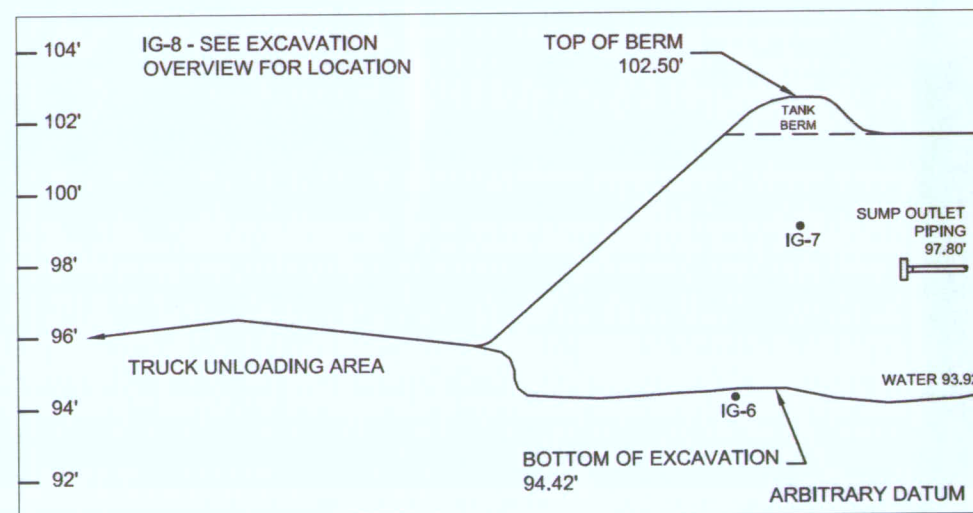 104'
102'
100'
98'
96'
94'
92'
IG-8 - SEE EXCAVATION
OVERVIEW FOR LOCATION
TOP OF BERM
102.50'
TANK
BERM
IG-7
SUMP OUTLET
PIPING
97.80'
TRUCK UNLOADING AREA
WATER 93.92
IG-6
BOTTOM OF EXCAVATION
94.42'
ARBITRARY DATUM